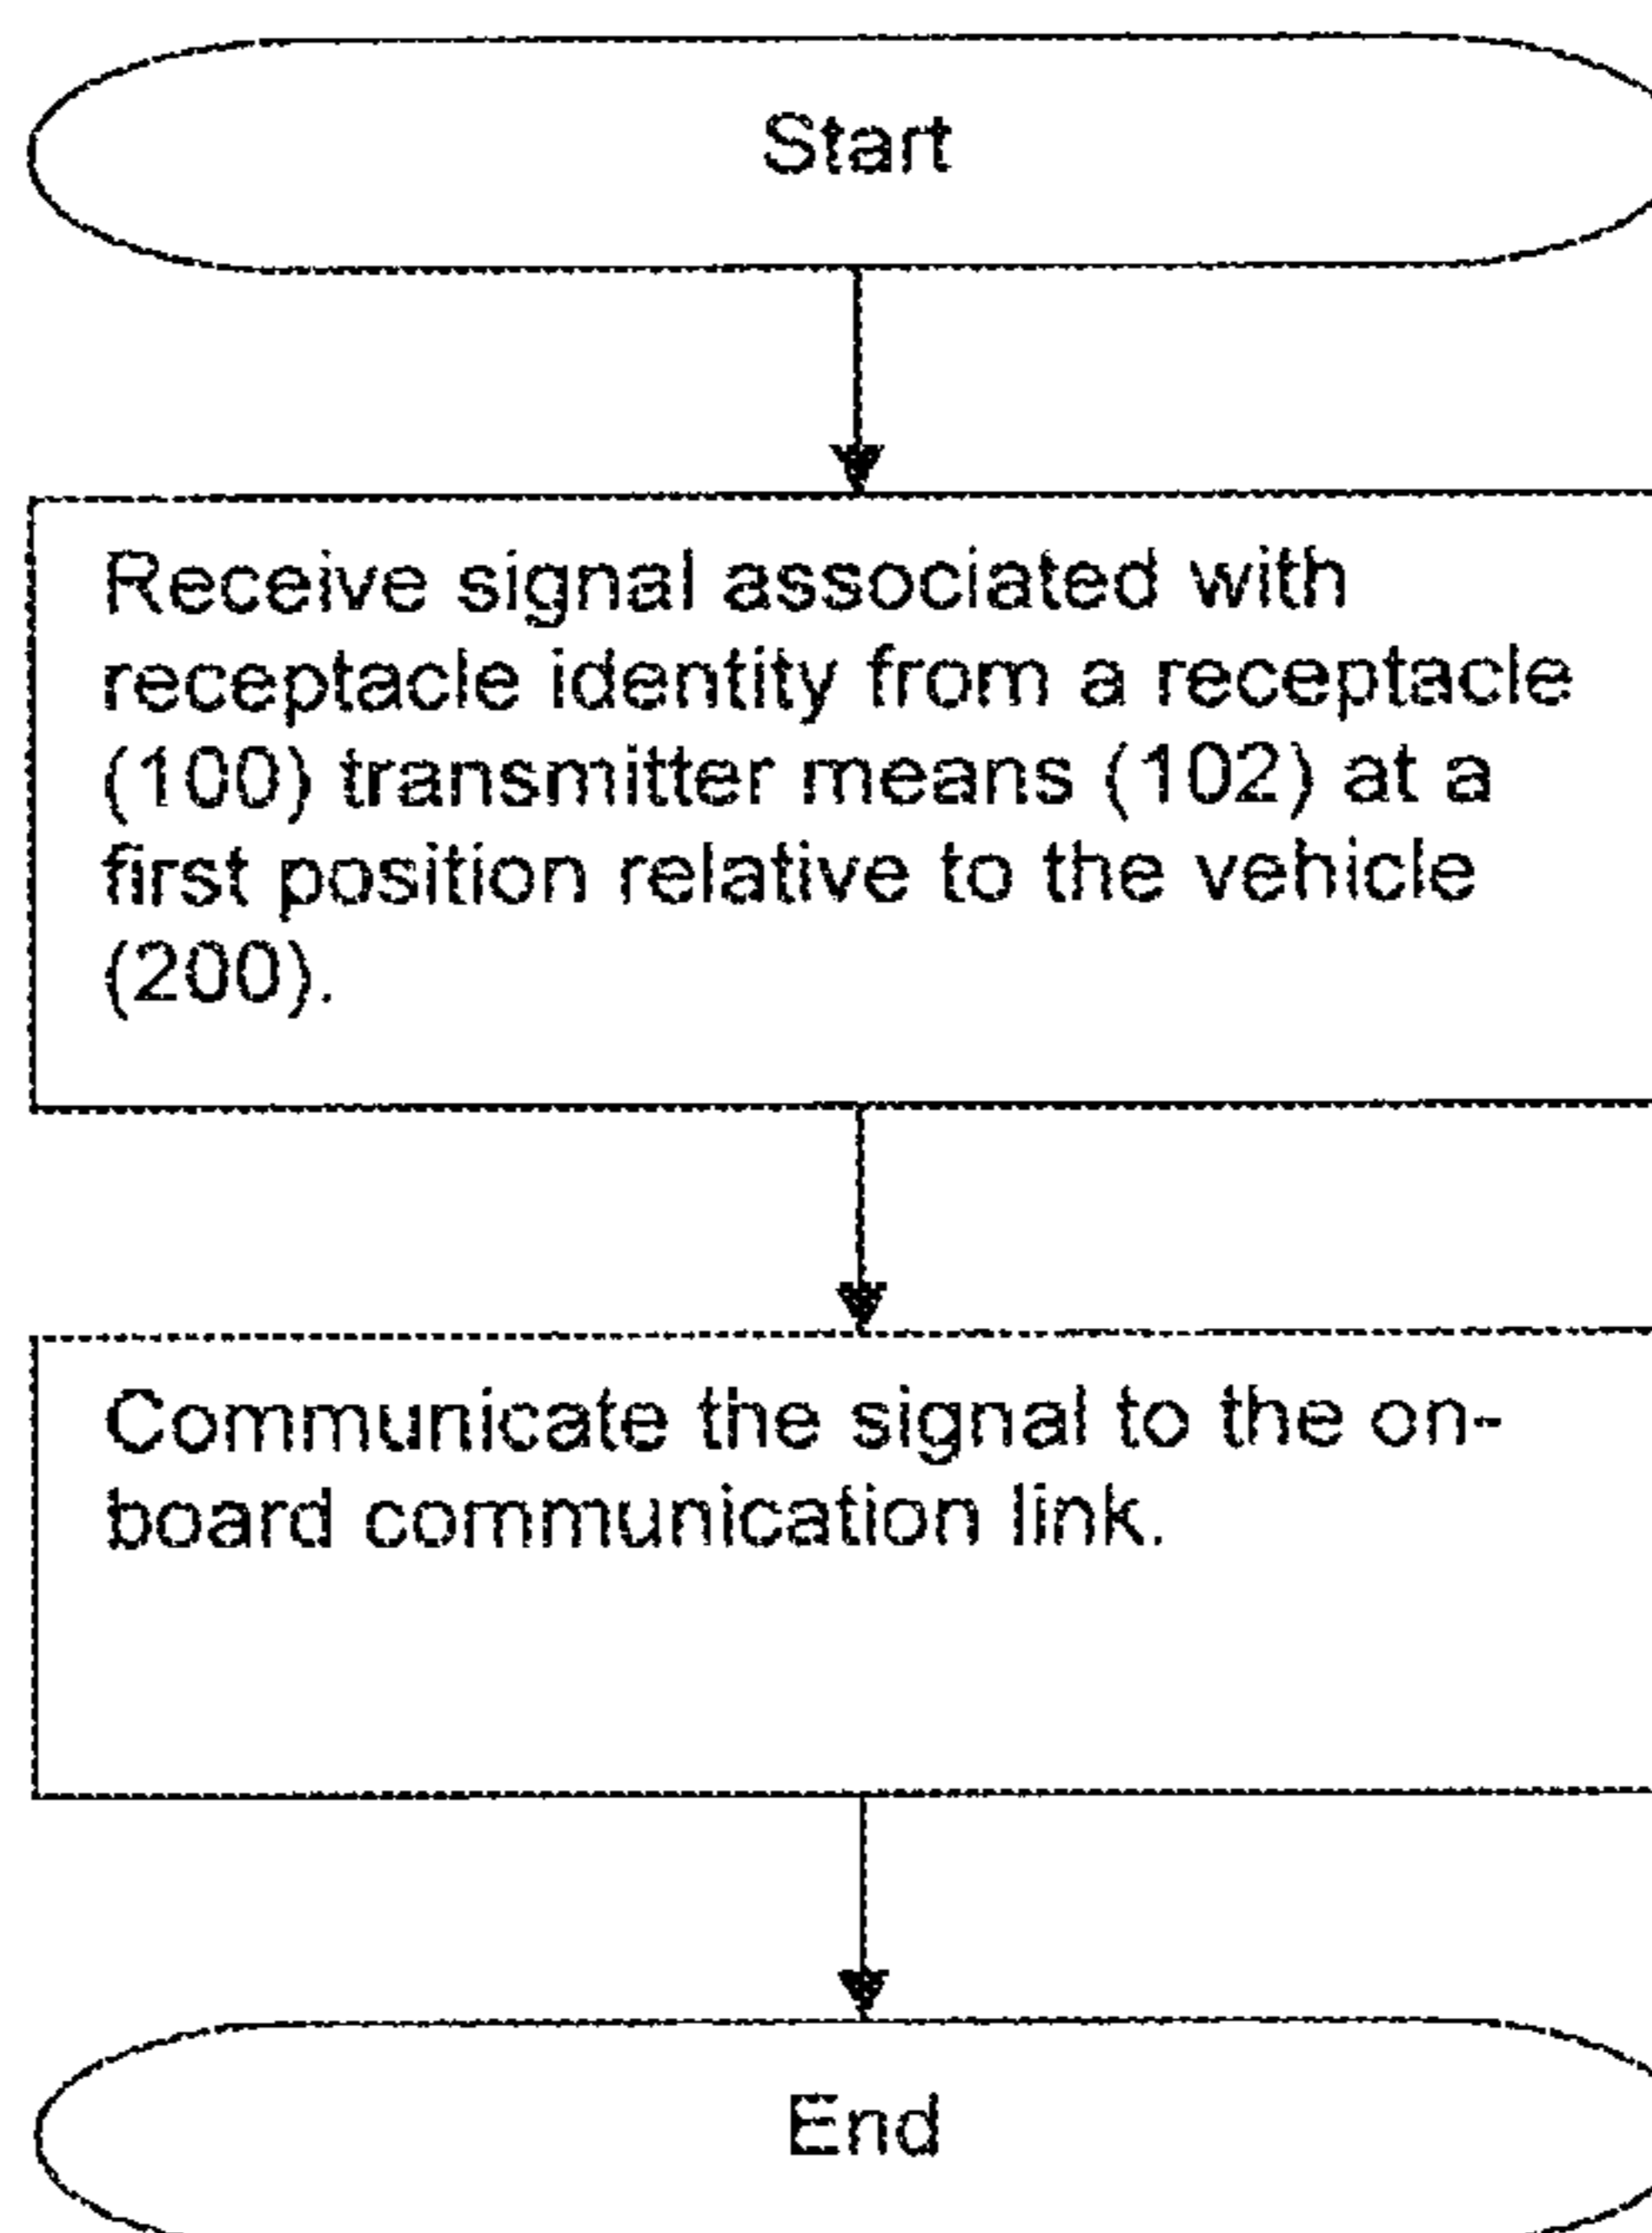 Start
Receive signal associated with
receptacle identity from a receptacle
(100) transmitter means (102) at a
first position relative to the vehicle
(200).
Communicate the signal to the on-
board communication link.
End